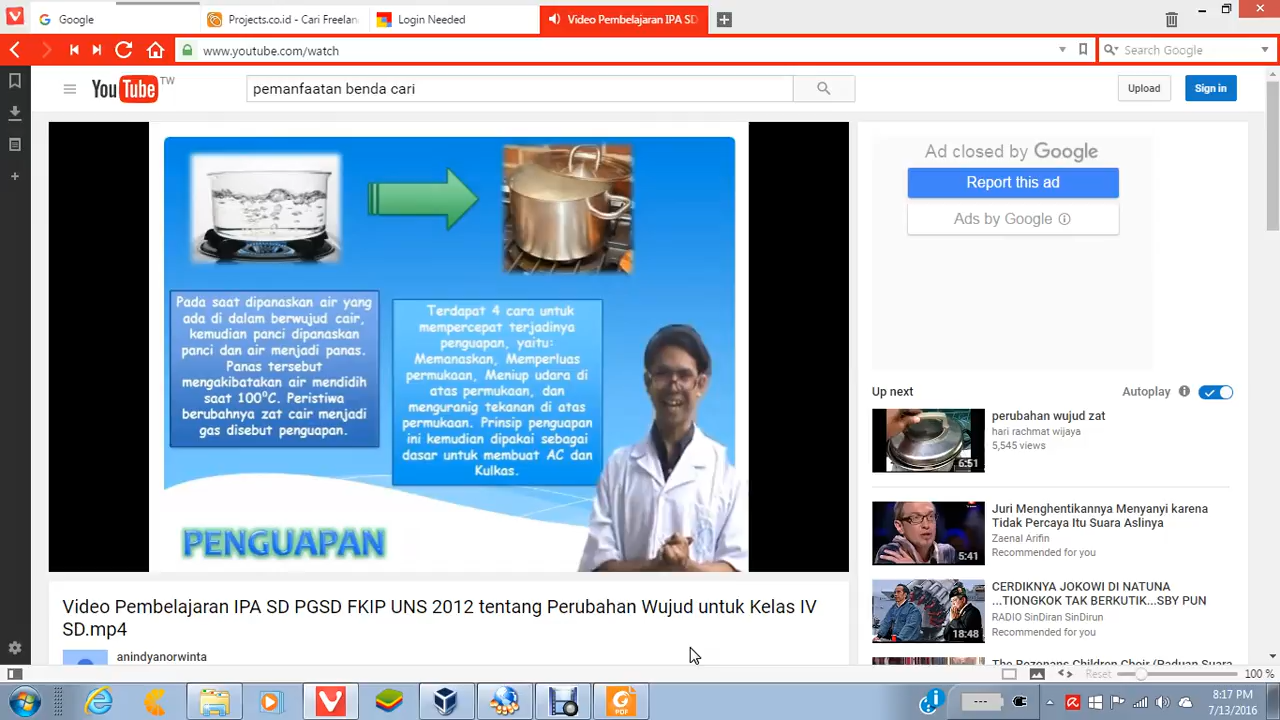 Google
Projects.co.id - Cari Freelan
Login Needed
Video Pembelajaran IPA SD
www.youtube.com/watch
Search Google
YouTube TW
pemanfaatan benda cari
Upload
Sign in
Pada saat dipanaskan air yang
ada di dalam berwujud cair,
kemudian panci dipanaskan
panci dan air menjadi panas.
Panas tersebut
mengakibatakan air mendidih
saat 100°C. Peristiwa
berubahnya zat cair menjadi
gas disebut penguapan.
Terdapat 4 cara untuk
mempercepat terjadinya
penguapan, yaitu:
Memanaskan, Memperluas
permukaan, Meniup udara di
atas permukaan, dan
mengurangig tekanan di atas
permukaan. Prinsip penguapan
ini kemudian dipakai sebagai
dasar untuk membuat AC dan
Kulkas.
PENGUAPAN
Ad closed by Google
Report this ad
Ads by Google
Up next
Autoplay
perubahan wujud zat
hari rachmat wijaya
5,545 views
6:51
Juri Menghentikannya Menyanyi karena
Tidak Percaya Itu Suara Aslinya
Zaenal Arifin
Recommended for you
5:41
CERDIKNYA JOKOWI DI NATUNA
...TIONGKOK TAK BERKUTIK...SBY PUN
RADIO SinDiran SinDirun
Recommended for you
18:48
Video Pembelajaran IPA SD PGSD FKIP UNS 2012 tentang Perubahan Wujud untuk Kelas IV
SD.mp4
anindyanorwinta
Reset
100 %
PDF
8:17 PM
7/13/2016